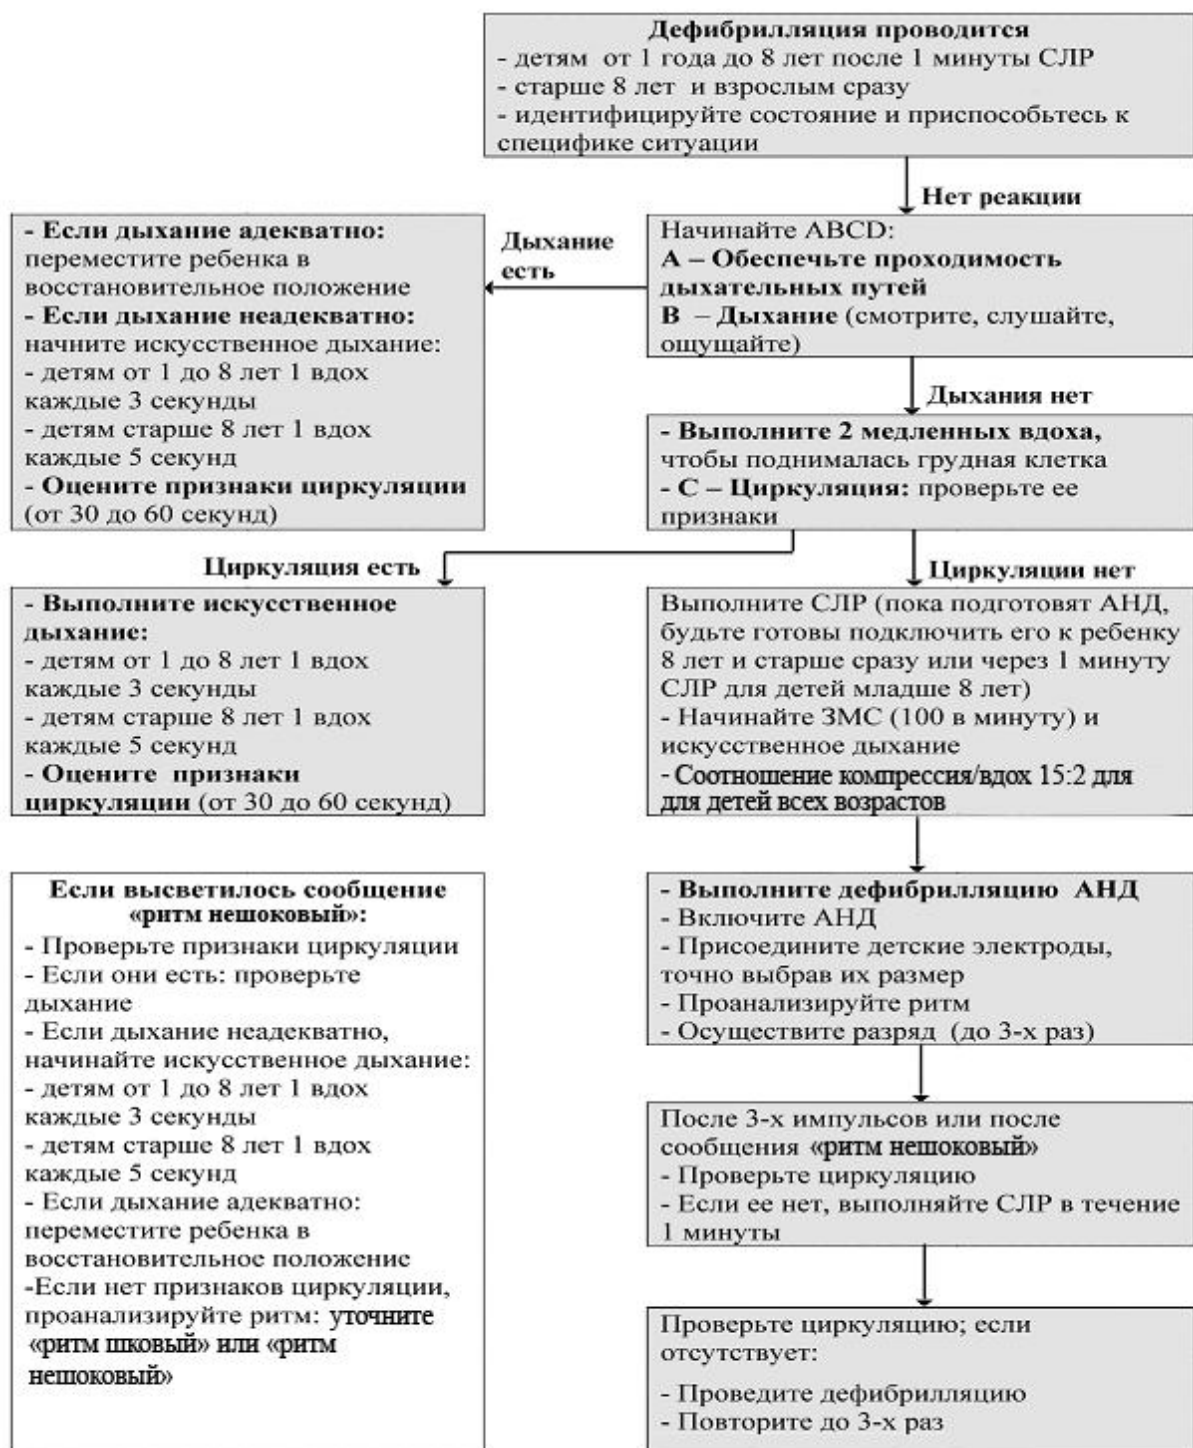 Дефибрилляция проводится
- детям от 1 года до 8 лет после 1 минуты СЛР
- старше 8 лет и взрослым сразу
- идентифицируйте состояние и приспособьтесь к
специфике ситуации
Нет реакции
Начинайте ABCD:
A – Обеспечьте проходимость
дыхательных путей
B – Дыхание (смотрите, слушайте,
ощущайте)
Дыхание
есть
- Если дыхание адекватно:
переместите ребенка в
восстановительное положение
- Если дыхание неадекватно:
начните искусственное дыхание:
- детям от 1 до 8 лет 1 вдох
каждые 3 секунды
- детям старше 8 лет 1 вдох
каждые 5 секунд
- Оцените признаки циркуляции
(от 30 до 60 секунд)
Дыхания нет
- Выполните 2 медленных вдоха,
чтобы поднималась грудная клетка
- C – Циркуляция: проверьте ее
признаки
Циркуляция есть
- Выполните искусственное
дыхание:
- детям от 1 до 8 лет 1 вдох
каждые 3 секунды
- детям старше 8 лет 1 вдох
каждые 5 секунд
- Оцените признаки
циркуляции (от 30 до 60 секунд)
Циркуляции нет
Выполните СЛР (пока подготовят АНД,
будьте готовы подключить его к ребенку
8 лет и старше сразу или через 1 минуту
СЛР для детей младше 8 лет)
- Начинайте ЗМС (100 в минуту) и
искусственное дыхание
- Соотношение компрессия/вдох 15:2 для
для детей всех возрастов
- Выполните дефибрилляцию АНД
- Включите АНД
- Присоедините детские электроды,
точно выбрав их размер
- Проанализируйте ритм
- Осуществите разряд (до 3-х раз)
После 3-х импульсов или после
сообщения «ритм нешоковый»
- Проверьте циркуляцию
- Если ее нет, выполняйте СЛР в течение
1 минуты
Проверьте циркуляцию; если
отсутствует:
- Проведите дефибрилляцию
- Повторите до 3-х раз
Если высветилось сообщение
«ритм нешоковый»:
- Проверьте признаки циркуляции
- Если они есть: проверьте
дыхание
- Если дыхание неадекватно,
начинайте искусственное дыхание:
- детям от 1 до 8 лет 1 вдох
каждые 3 секунды
- детям старше 8 лет 1 вдох
каждые 5 секунд
- Если дыхание адекватно:
переместите ребенка в
восстановительное положение
-Если нет признаков циркуляции,
проанализируйте ритм: уточните
«ритм шковый» или «ритм
нешоковый»